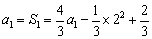 a₁ = S₁ = 4/3 a₁ − 1/3 × 2² + 2/3